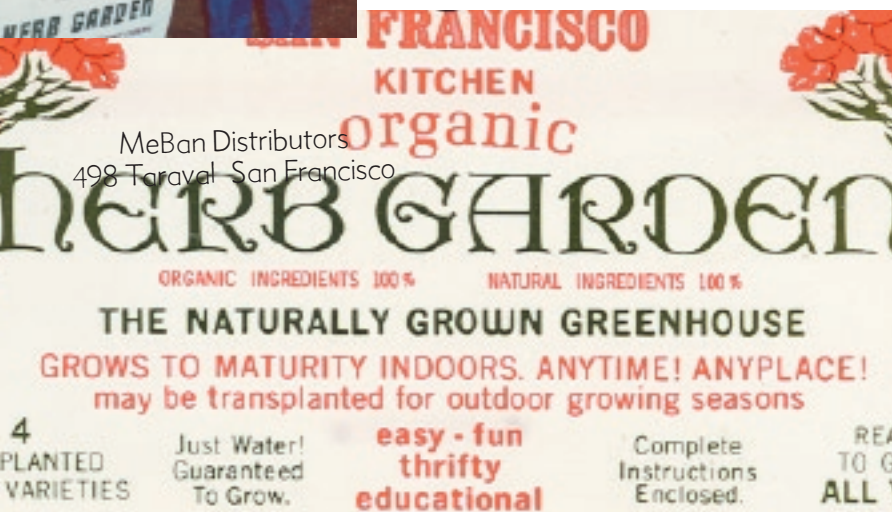 HERB GARDEN
SAN FRANCISCO
KITCHEN
organic
MeBan Distributors
498 Taraval San Francisco
HERB GARDEN
ORGANIC INGREDIENTS 100% NATURAL INGREDIENTS 100%
THE NATURALLY GROWN GREENHOUSE
GROWS TO MATURITY INDOORS. ANYTIME! ANYPLACE!
may be transplanted for outdoor growing seasons
4
PLANTED
VARIETIES
Just Water!
Guaranteed
To Grow.
easy - fun
thrifty
educational
Complete
Instructions
Enclosed.
TO
ALL